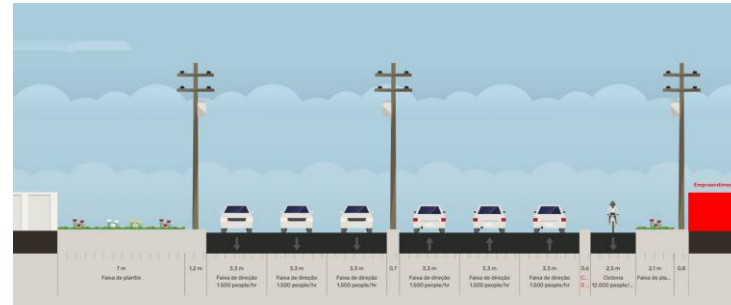 Empreendime
7 m
Faixa de plantio
1.2 m
3.3 m
Faixa de direção
1.500 people/hr
3.3 m
Faixa de direção
1.500 people/hr
3.3 m
Faixa de direção
1.500 people/hr
0.7
3.3 m
Faixa de direção
1.500 people/hr
3.3 m
Faixa de direção
1.500 people/hr
3.3 m
Faixa de direção
1.500 people/hr
0.6
C...
2.5 m
Ciclovia
12.000 people/...
2.1 m
Faixa de pla...
0.8